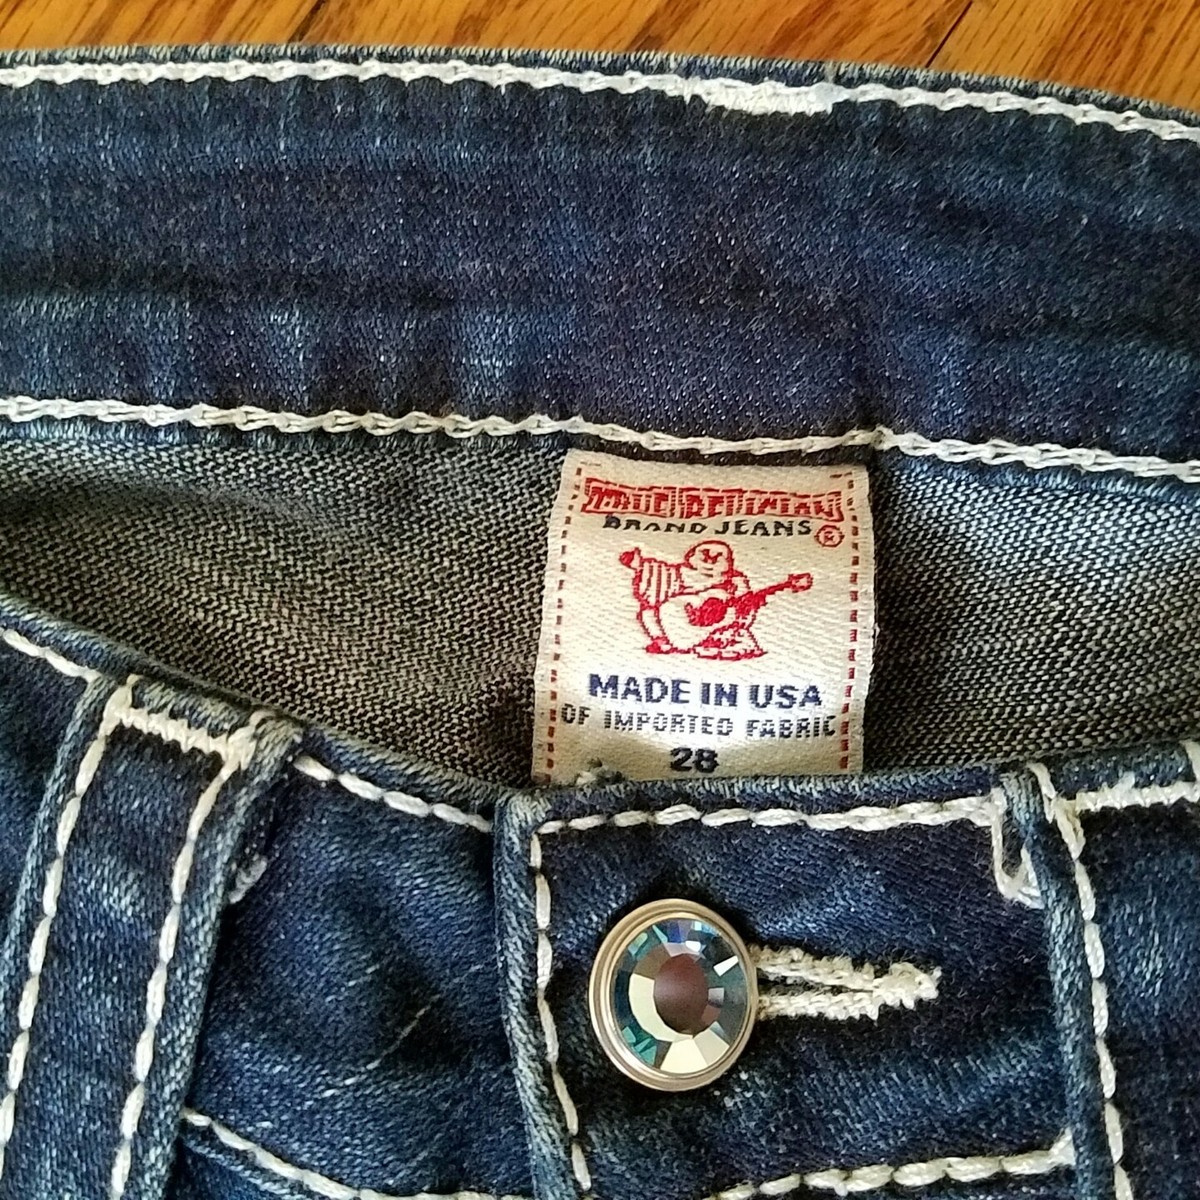 TRUE RELIGION
BRAND JEANS ®
MADE IN USA
OF IMPORTED FABRIC
28